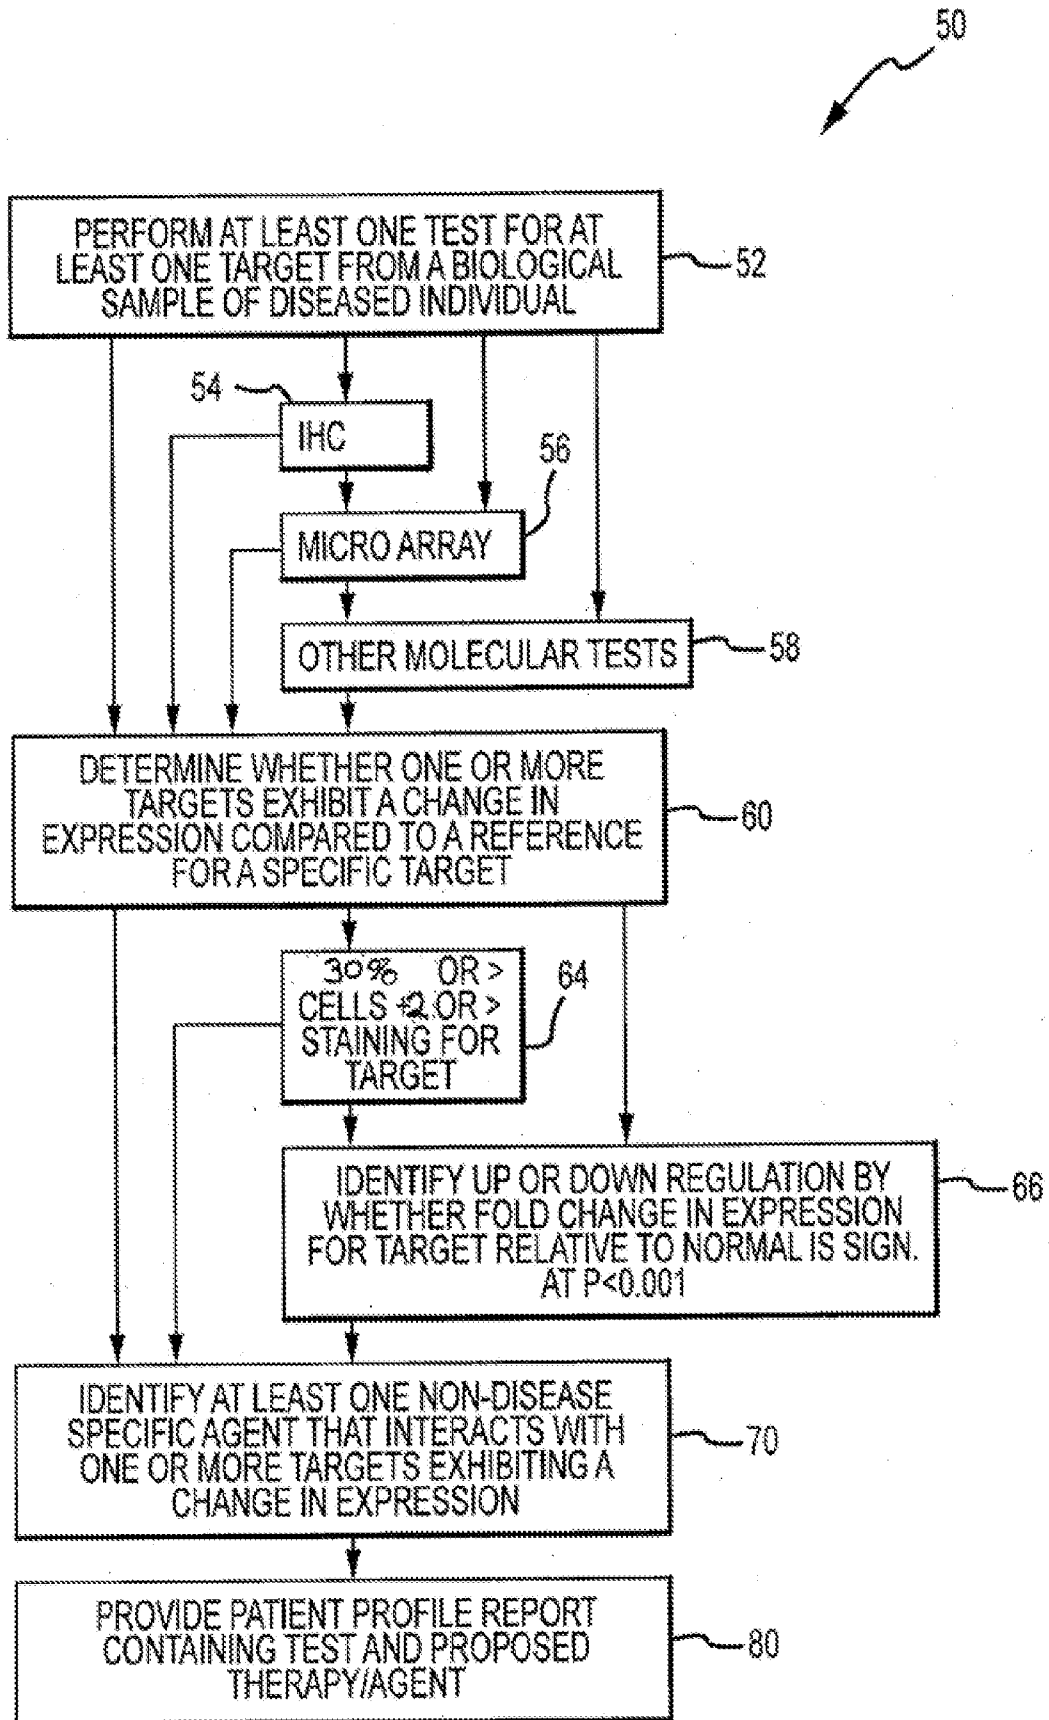 50
PERFORM AT LEAST ONE TEST FOR AT
LEAST ONE TARGET FROM A BIOLOGICAL
SAMPLE OF DISEASED INDIVIDUAL
52
54
IHC
56
MICRO ARRAY
OTHER MOLECULAR TESTS
58
DETERMINE WHETHER ONE OR MORE
TARGETS EXHIBIT A CHANGE IN
EXPRESSION COMPARED TO A REFERENCE
FOR A SPECIFIC TARGET
60
30% OR >
CELLS +2 OR >
STAINING FOR
TARGET
64
IDENTIFY UP OR DOWN REGULATION BY
WHETHER FOLD CHANGE IN EXPRESSION
FOR TARGET RELATIVE TO NORMAL IS SIGN.
AT P<0.001
66
IDENTIFY AT LEAST ONE NON-DISEASE
SPECIFIC AGENT THAT INTERACTS WITH
ONE OR MORE TARGETS EXHIBITING A
CHANGE IN EXPRESSION
70
PROVIDE PATIENT PROFILE REPORT
CONTAINING TEST AND PROPOSED
THERAPY/AGENT
80